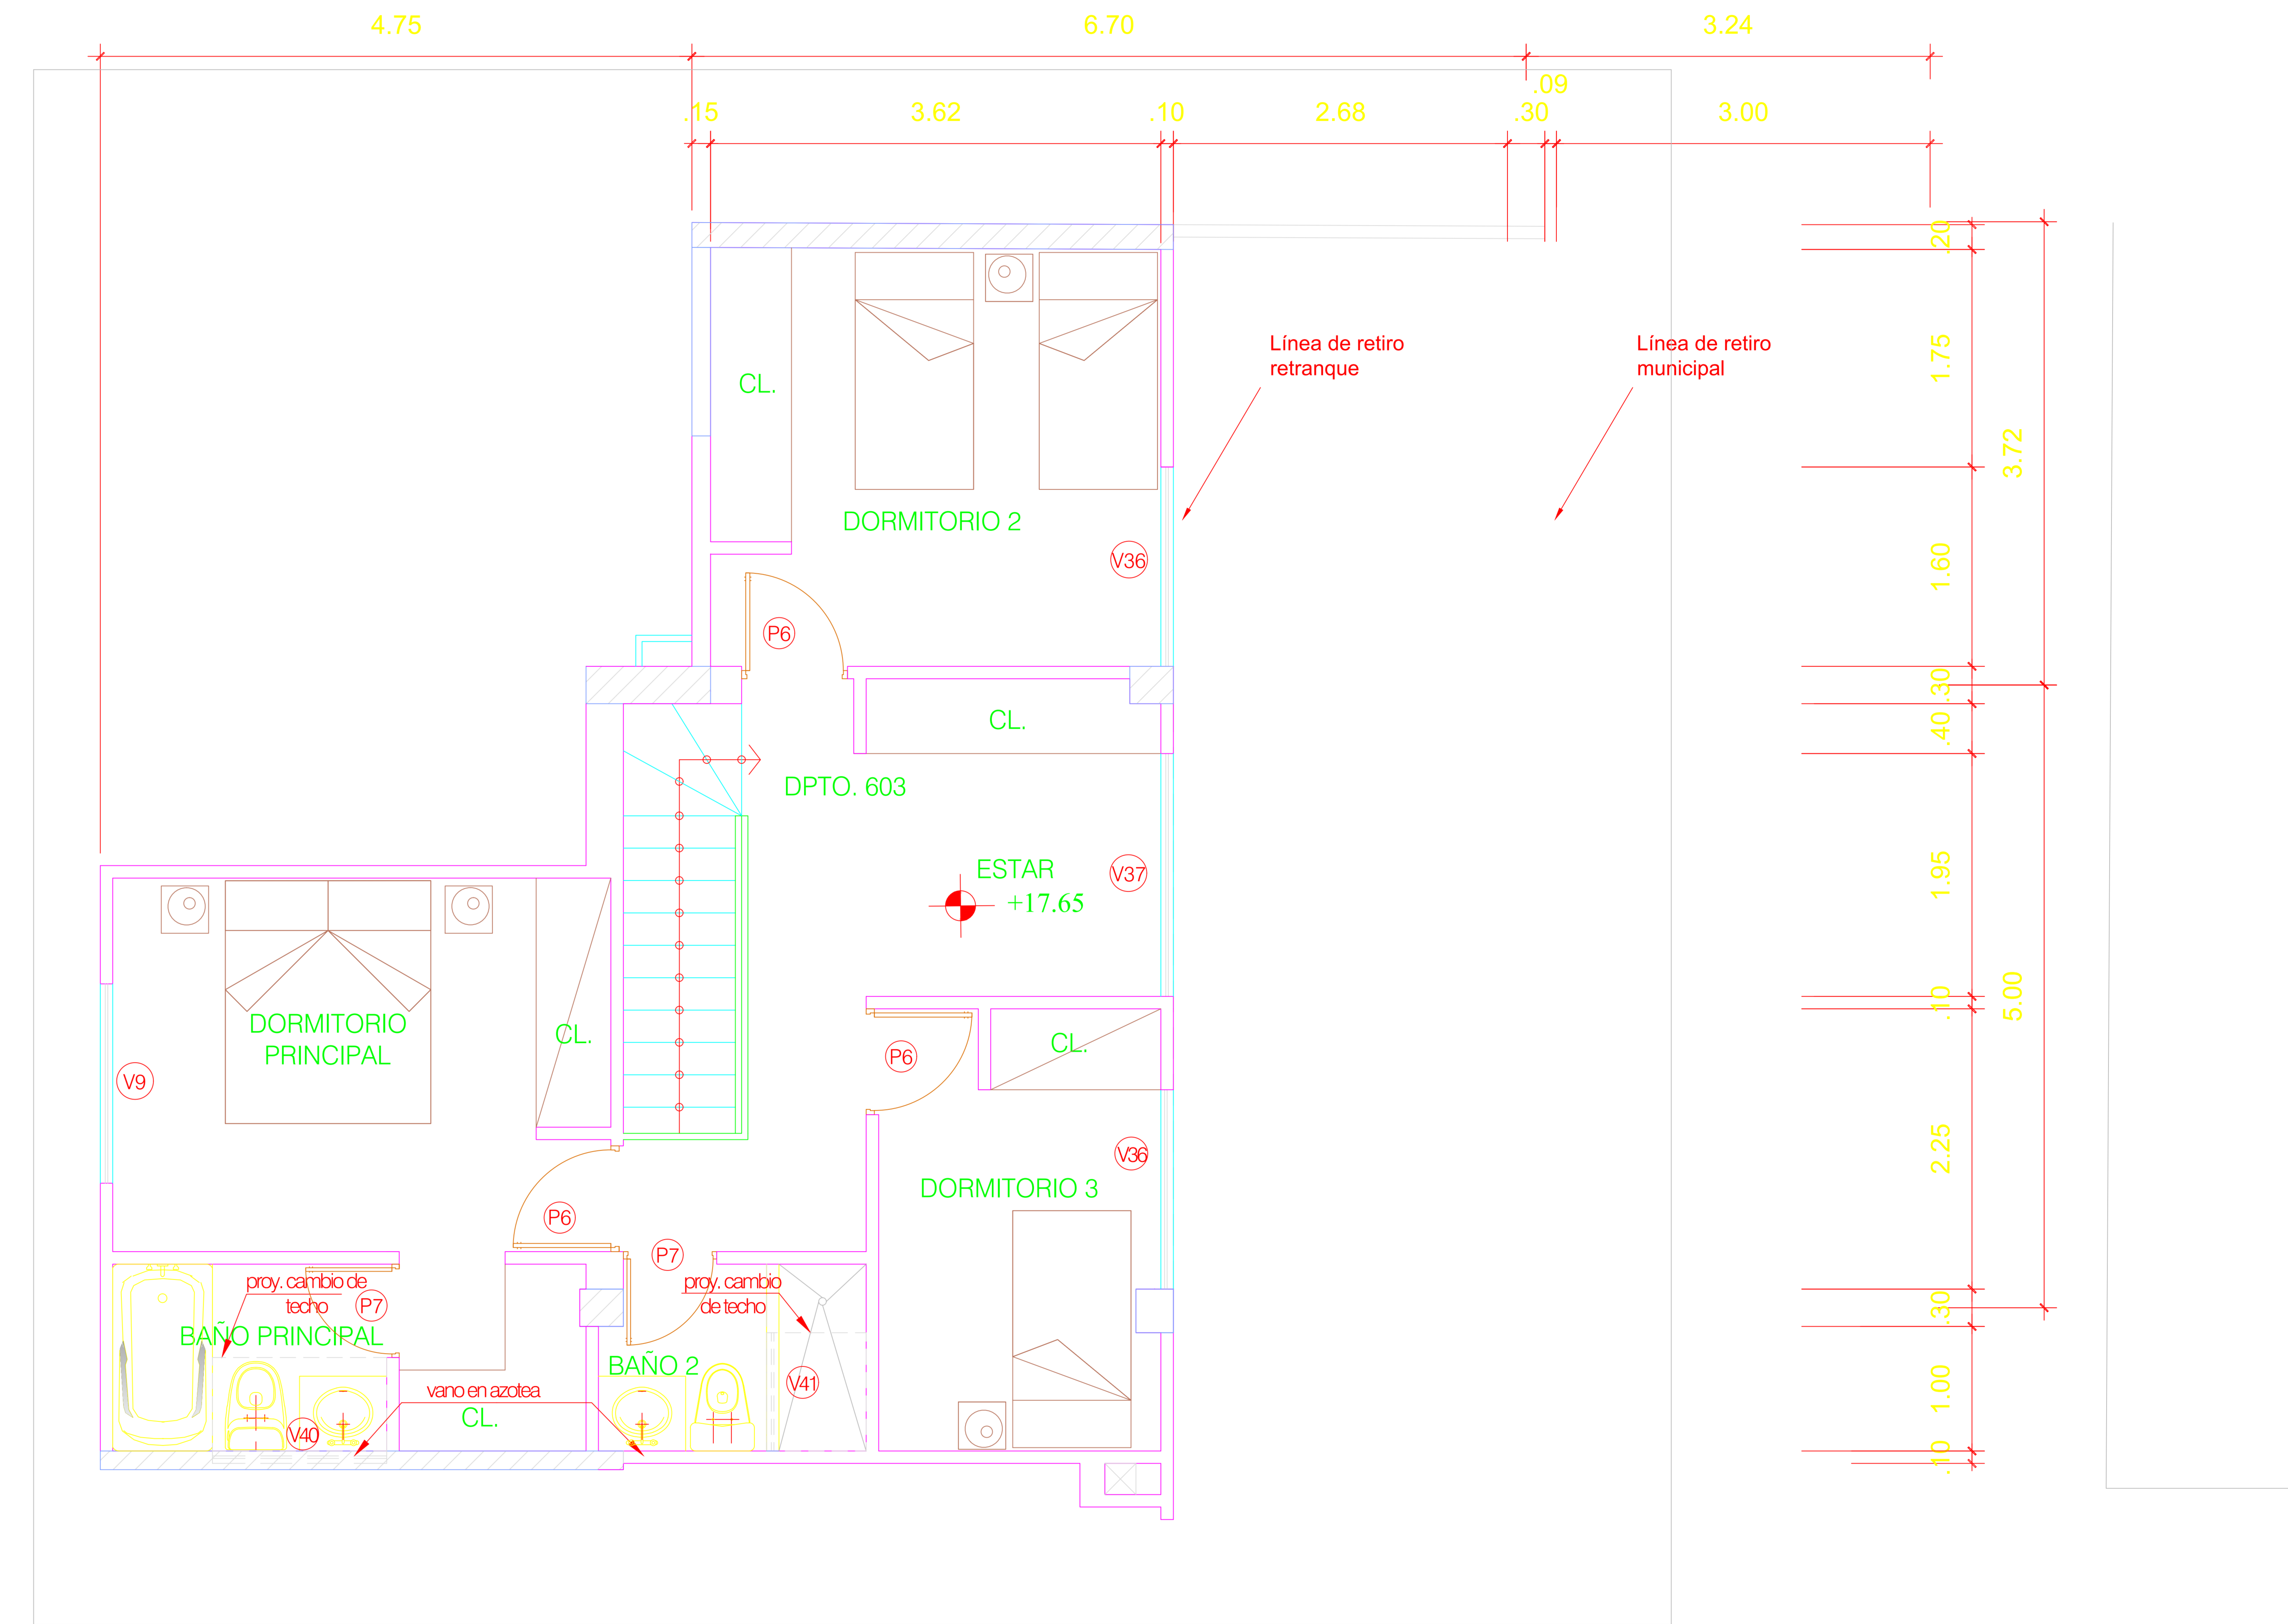 4.75
6.70
3.24
.09
.15
3.62
.10
2.68
.30
3.00
.20
Línea de retiro
retranque
Línea de retiro
municipal
1.75
CL.
3.72
DORMITORIO 2
V36
1.60
P6
.30
CL.
.40
DPTO. 603
ESTAR
+17.65
V37
1.95
DORMITORIO
PRINCIPAL
CL.
V9
P6
CL.
.10
5.00
V36
2.25
DORMITORIO 3
P6
P7
proy. cambio de
techo
P7
proy. cambio
de techo
.30
BAÑO PRINCIPAL
BAÑO 2
V41
vano en azotea
CL.
V40
1.00
.10